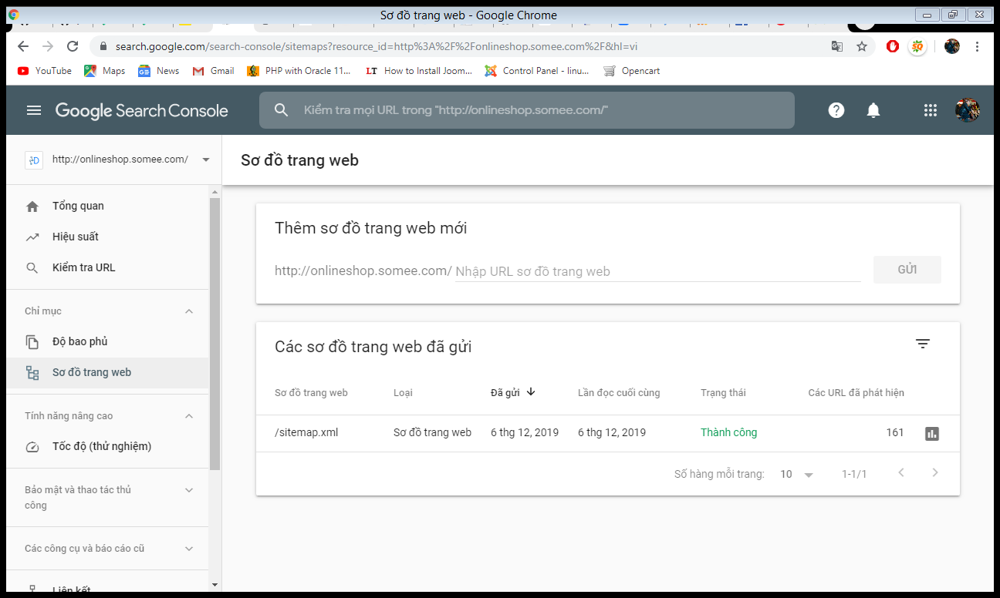 Sơ đồ trang web - Google Chrome
search.google.com/search-console/sitemaps?resource_id=http%3A%2F%2Fonlineshop.somee.com%2F&hl=vi
YouTube Maps News Gmail PHP with Oracle 11... LT How to Install Joom... Control Panel - linu... Opencart
Google Search Console
Kiểm tra mọi URL trong "http://onlineshop.somee.com/"
http://onlineshop.somee.com/
Sơ đồ trang web
Tổng quan
Hiệu suất
Kiểm tra URL
Chỉ mục
Độ bao phủ
Sơ đồ trang web
Tính năng nâng cao
Tốc độ (thử nghiệm)
Bảo mật và thao tác thủ
công
Các công cụ và báo cáo cũ
Liên kết
Thêm sơ đồ trang web mới
http://onlineshop.somee.com/ Nhập URL sơ đồ trang web
GỬI
Các sơ đồ trang web đã gửi
Sơ đồ trang web Loại Đã gửi Lần đọc cuối cùng Trạng thái Các URL đã phát hiện
/sitemap.xml Sơ đồ trang web 6 thg 12, 2019 6 thg 12, 2019 Thành công 161
Số hàng mỗi trang: 10 1-1/1